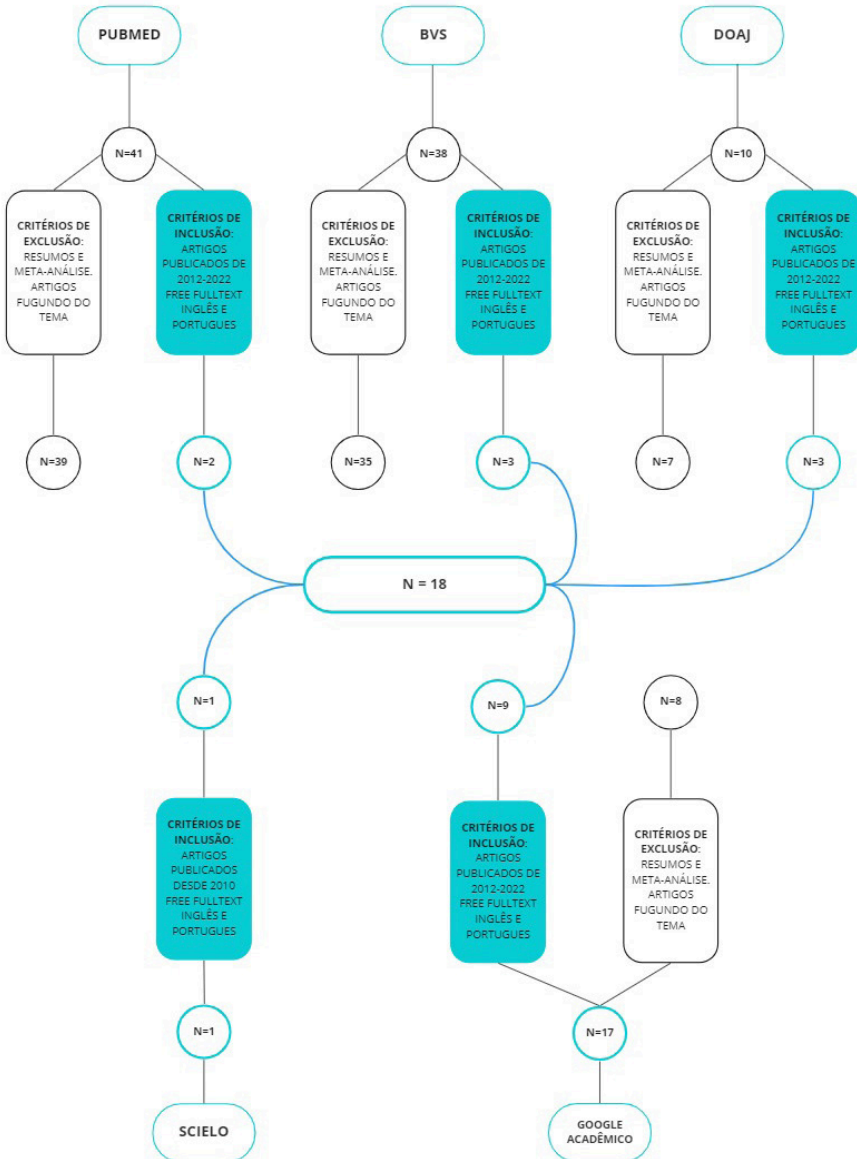 PUBMED
BVS
DOAJ
N=41
N=38
N=10
CRITÉRIOS DE
EXCLUSÃO:
RESUMOS E
META-ANÁLISE.
ARTIGOS
FUGUNDO DO
TEMA
CRITÉRIOS DE
INCLUSÃO:
ARTIGOS
PUBLICADOS DE
2012-2022
FREE FULLTEXT
INGLÊS E
PORTUGUES
CRITÉRIOS DE
EXCLUSÃO:
RESUMOS E
META-ANÁLISE.
ARTIGOS
FUGUNDO DO
TEMA
CRITÉRIOS DE
INCLUSÃO:
ARTIGOS
PUBLICADOS DE
2012-2022
FREE FULLTEXT
INGLÊS E
PORTUGUES
CRITÉRIOS DE
EXCLUSÃO:
RESUMOS E
META-ANÁLISE.
ARTIGOS
FUGUNDO DO
TEMA
CRITÉRIOS DE
INCLUSÃO:
ARTIGOS
PUBLICADOS DE
2012-2022
FREE FULLTEXT
INGLÊS E
PORTUGUES
N=39
N=2
N=35
N=3
N=7
N=3
N = 18
N=1
N=9
N=8
CRITÉRIOS DE
INCLUSÃO:
ARTIGOS
PUBLICADOS
DESDE 2010
FREE FULLTEXT
INGLÊS E
PORTUGUES
CRITÉRIOS DE
INCLUSÃO:
ARTIGOS
PUBLICADOS DE
2012-2022
FREE FULLTEXT
INGLÊS E
PORTUGUES
CRITÉRIOS DE
EXCLUSÃO:
RESUMOS E
META-ANÁLISE.
ARTIGOS
FUGUNDO DO
TEMA
N=1
N=17
SCIELO
GOOGLE
ACADÊMICO